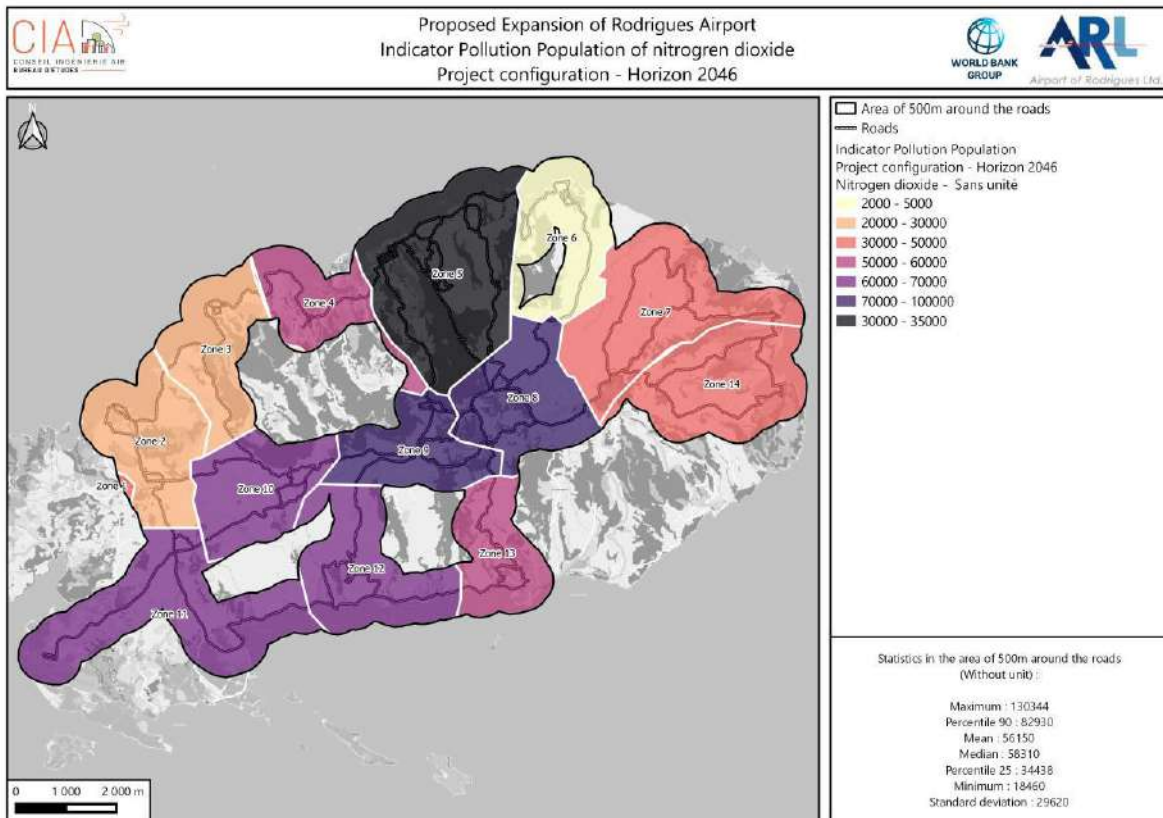 CIA
CONSEIL INGENIERIE AIR
BUREAU D'ETUDES
Proposed Expansion of Rodrigues Airport
Indicator Pollution Population of nitrogren dioxide
Project configuration - Horizon 2046
WORLD BANK
GROUP
ARL
Airport of Rodrigues Ltd.
N
Zone 6
Zone 5
Zone 4
Zone 7
Zone 3
Zone 14
Zone 8
Zone 2
Zone 9
Zone 1
Zone 10
Zone 13
Zone 12
Zone 11
0 1 000 2 000 m
Area of 500m around the roads
Roads
Indicator Pollution Population
Project configuration - Horizon 2046
Nitrogen dioxide - Sans unité
2000 - 5000
20000 - 30000
30000 - 50000
50000 - 60000
60000 - 70000
70000 - 100000
30000 - 35000
Statistics in the area of 500m around the roads
(Without unit) :
Maximum : 130344
Percentile 90 : 82930
Mean : 56150
Median : 58310
Percentile 25 : 34438
Minimum : 18460
Standard deviation : 29620